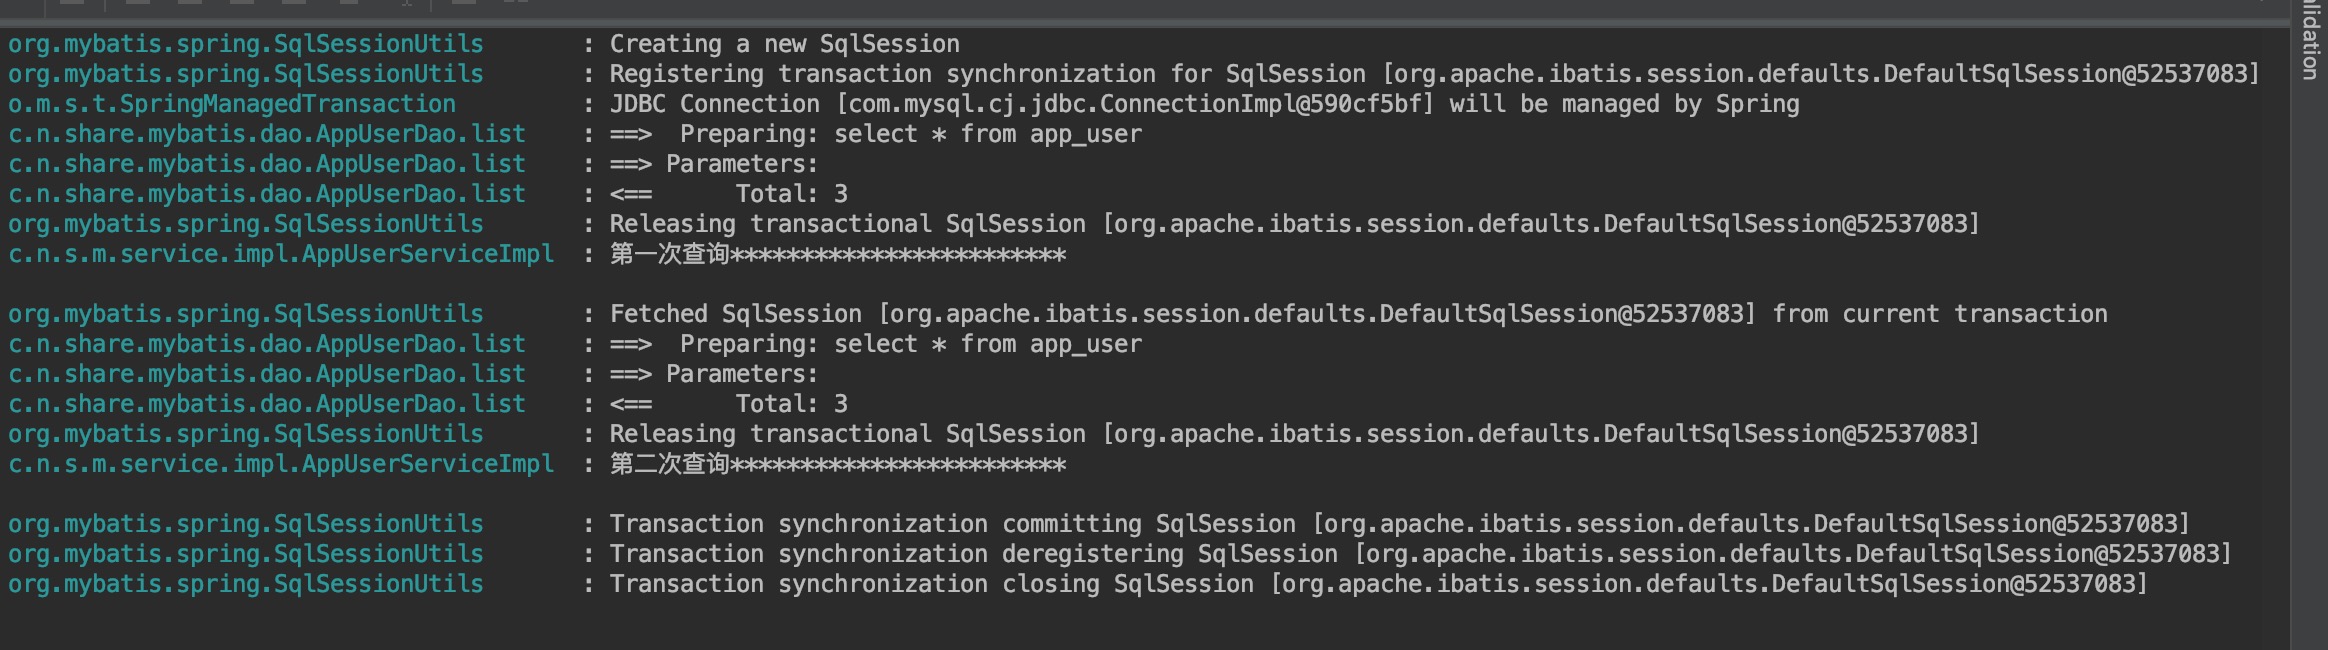 org.mybatis.spring.SqlSessionUtils : Creating a new SqlSession
org.mybatis.spring.SqlSessionUtils : Registering transaction synchronization for SqlSession [org.apache.ibatis.session.defaults.DefaultSqlSession@52537083]
o.m.s.t.SpringManagedTransaction : JDBC Connection [com.mysql.cj.jdbc.ConnectionImpl@590cf5bf] will be managed by Spring
c.n.share.mybatis.dao.AppUserDao.list : ==>  Preparing: select * from app_user
c.n.share.mybatis.dao.AppUserDao.list : ==> Parameters:
c.n.share.mybatis.dao.AppUserDao.list : <==      Total: 3
org.mybatis.spring.SqlSessionUtils : Releasing transactional SqlSession [org.apache.ibatis.session.defaults.DefaultSqlSession@52537083]
c.n.s.m.service.impl.AppUserServiceImpl : 第一次查询************************
org.mybatis.spring.SqlSessionUtils : Fetched SqlSession [org.apache.ibatis.session.defaults.DefaultSqlSession@52537083] from current transaction
c.n.share.mybatis.dao.AppUserDao.list : ==>  Preparing: select * from app_user
c.n.share.mybatis.dao.AppUserDao.list : ==> Parameters:
c.n.share.mybatis.dao.AppUserDao.list : <==      Total: 3
org.mybatis.spring.SqlSessionUtils : Releasing transactional SqlSession [org.apache.ibatis.session.defaults.DefaultSqlSession@52537083]
c.n.s.m.service.impl.AppUserServiceImpl : 第二次查询************************
org.mybatis.spring.SqlSessionUtils : Transaction synchronization committing SqlSession [org.apache.ibatis.session.defaults.DefaultSqlSession@52537083]
org.mybatis.spring.SqlSessionUtils : Transaction synchronization deregistering SqlSession [org.apache.ibatis.session.defaults.DefaultSqlSession@52537083]
org.mybatis.spring.SqlSessionUtils : Transaction synchronization closing SqlSession [org.apache.ibatis.session.defaults.DefaultSqlSession@52537083]